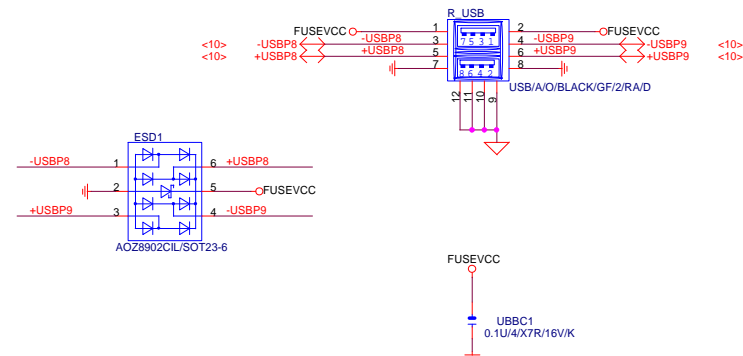 R_USB
FUSEVCC 1 2 FUSEVCC
7 5 3 1
<10> -USBP8 -USBP8 3 4 -USBP9 -USBP9 <10>
<10> +USBP8 +USBP8 5 6 +USBP9 +USBP9 <10>
7 8
8 6 4 2
USB/A/O/BLACK/GF/2/RA/D
12 11 10 9
ESD1
-USBP8 1 6 +USBP8
2 5 FUSEVCC
+USBP9 3 4 -USBP9
AOZ8902CIL/SOT23-6
FUSEVCC
UBBC1
0.1U/4/X7R/16V/K